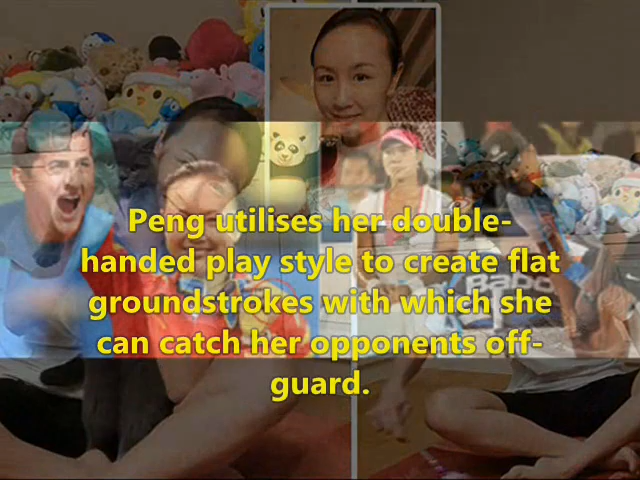 Peng utilises her double-
handed play style to create flat
groundstrokes with which she
can catch her opponents off-
guard.